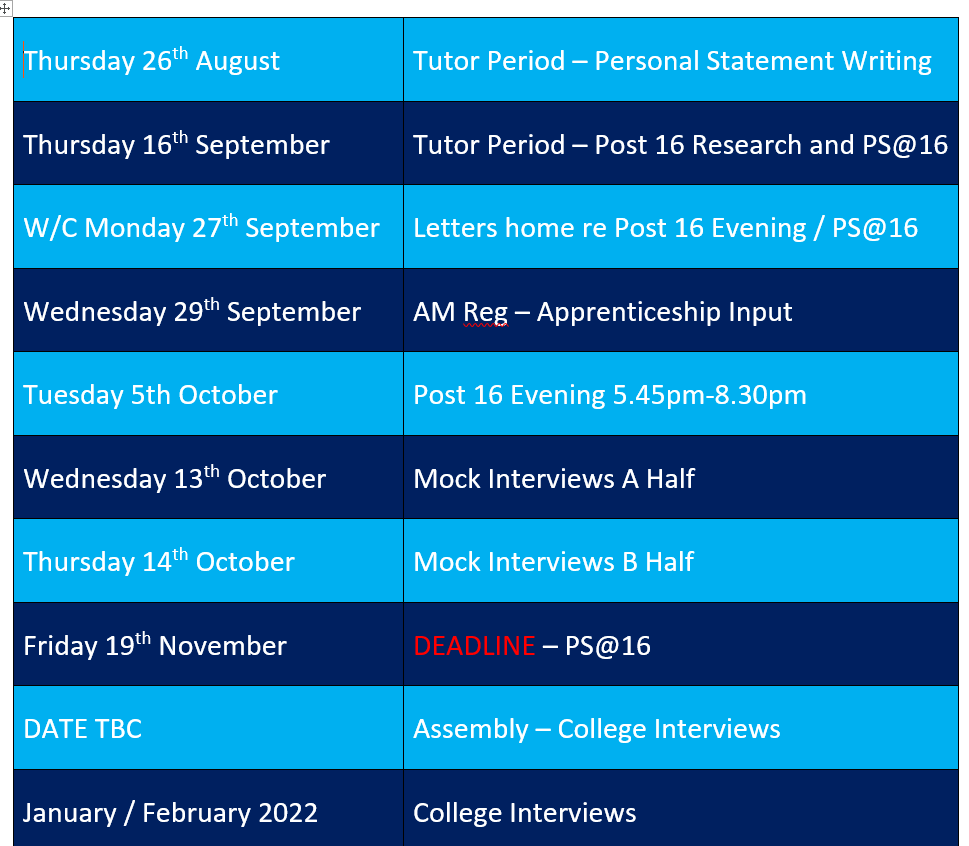 Thursday 26th August Tutor Period – Personal Statement Writing
Thursday 16th September Tutor Period – Post 16 Research and PS@16
W/C Monday 27th September Letters home re Post 16 Evening / PS@16
Wednesday 29th September AM Reg – Apprenticeship Input
Tuesday 5th October Post 16 Evening 5.45pm-8.30pm
Wednesday 13th October Mock Interviews A Half
Thursday 14th October Mock Interviews B Half
Friday 19th November DEADLINE – PS@16
DATE TBC Assembly – College Interviews
January / February 2022 College Interviews